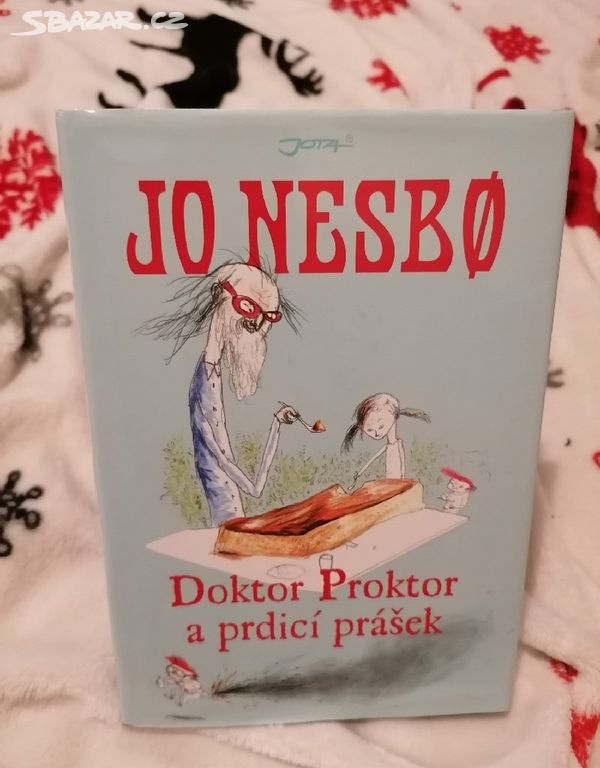 SBAZAR.CZ
JOTA®
JO NESBØ
Doktor Proktor
a prdicí prášek